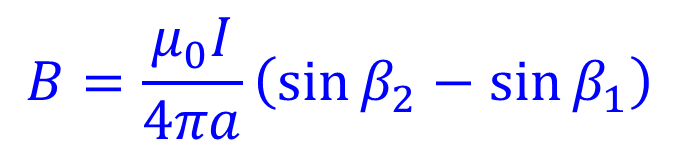 B = μ₀I / 4πa (sin β₂ − sin β₁)